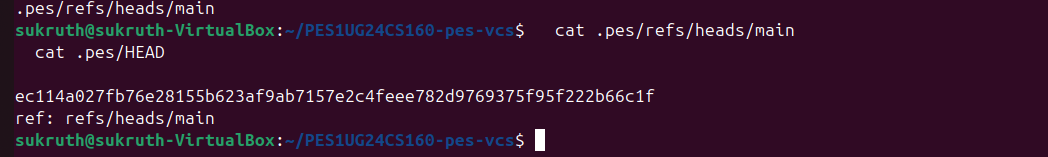 .pes/refs/heads/main
sukruth@sukruth-VirtualBox:~/PES1UG24CS160-pes-vcs$   cat .pes/refs/heads/main
  cat .pes/HEAD
ec114a027fb76e28155b623af9ab7157e2c4feee782d9769375f95f222b66c1f
ref: refs/heads/main
sukruth@sukruth-VirtualBox:~/PES1UG24CS160-pes-vcs$